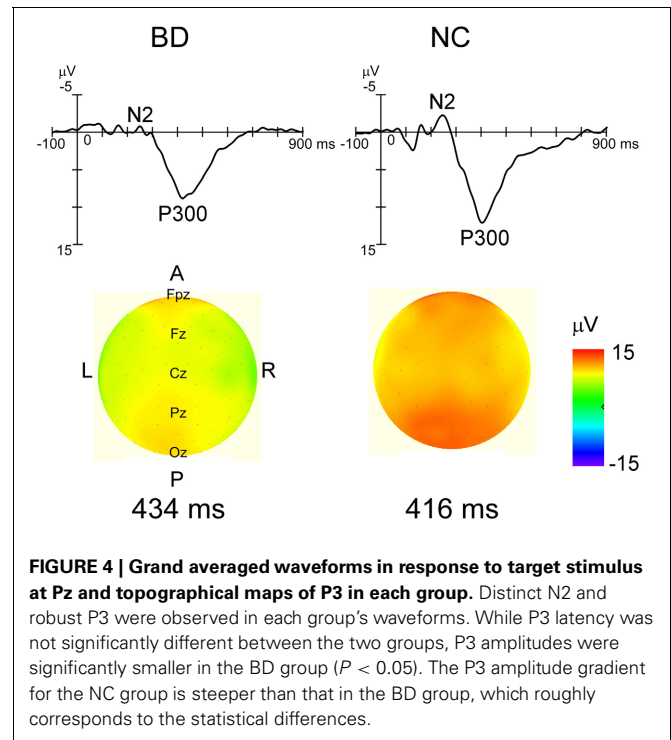 BD NC
μV μV
-5 -5
N2 N2
-100 0 900 ms -100 0 900 ms
P300 P300
15 15
A
Fpz
Fz
L Cz R
Pz
Oz
P
μV
15
-15
434 ms 416 ms
FIGURE 4 | Grand averaged waveforms in response to target stimulus
at Pz and topographical maps of P3 in each group. Distinct N2 and
robust P3 were observed in each group's waveforms. While P3 latency was
not significantly different between the two groups, P3 amplitudes were
significantly smaller in the BD group (P < 0.05). The P3 amplitude gradient
for the NC group is steeper than that in the BD group, which roughly
corresponds to the statistical differences.